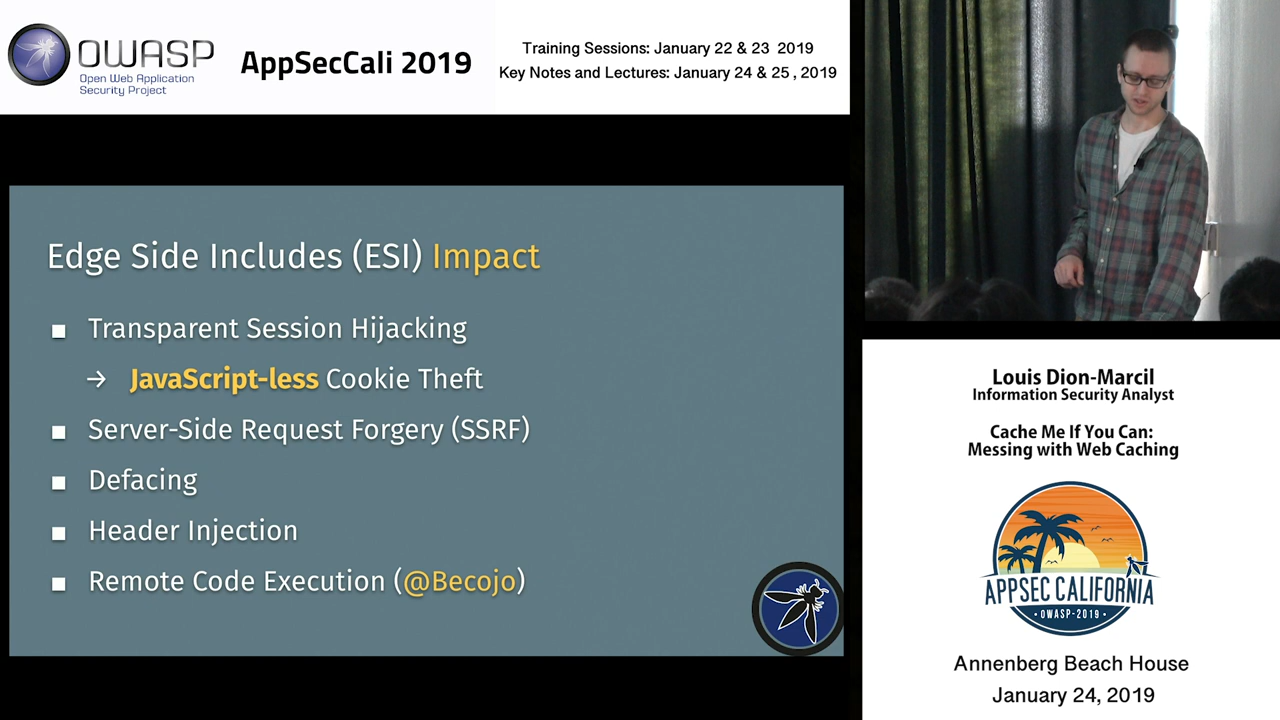 OWASP
Open Web Application
Security Project
AppSecCali 2019
Training Sessions: January 22 & 23 2019
Key Notes and Lectures: January 24 & 25 , 2019
Edge Side Includes (ESI) Impact
■ Transparent Session Hijacking
→ JavaScript-less Cookie Theft
■ Server-Side Request Forgery (SSRF)
■ Defacing
■ Header Injection
■ Remote Code Execution (@Becojo)
Louis Dion-Marcil
Information Security Analyst
Cache Me If You Can:
Messing with Web Caching
APPSEC CALIFORNIA
• OWASP-2019 •
Annenberg Beach House
January 24, 2019